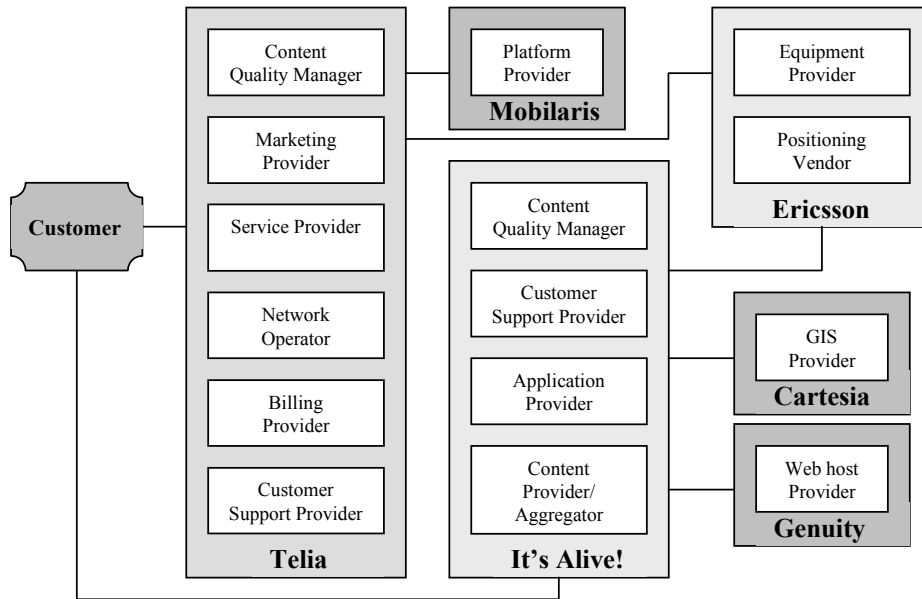 Customer
Content
Quality Manager
Marketing
Provider
Service Provider
Network
Operator
Billing
Provider
Customer
Support Provider
Telia
Platform
Provider
Mobilaris
Content
Quality Manager
Customer
Support Provider
Application
Provider
Content
Provider/
Aggregator
It's Alive!
Equipment
Provider
Positioning
Vendor
Ericsson
GIS
Provider
Cartesia
Web host
Provider
Genuity